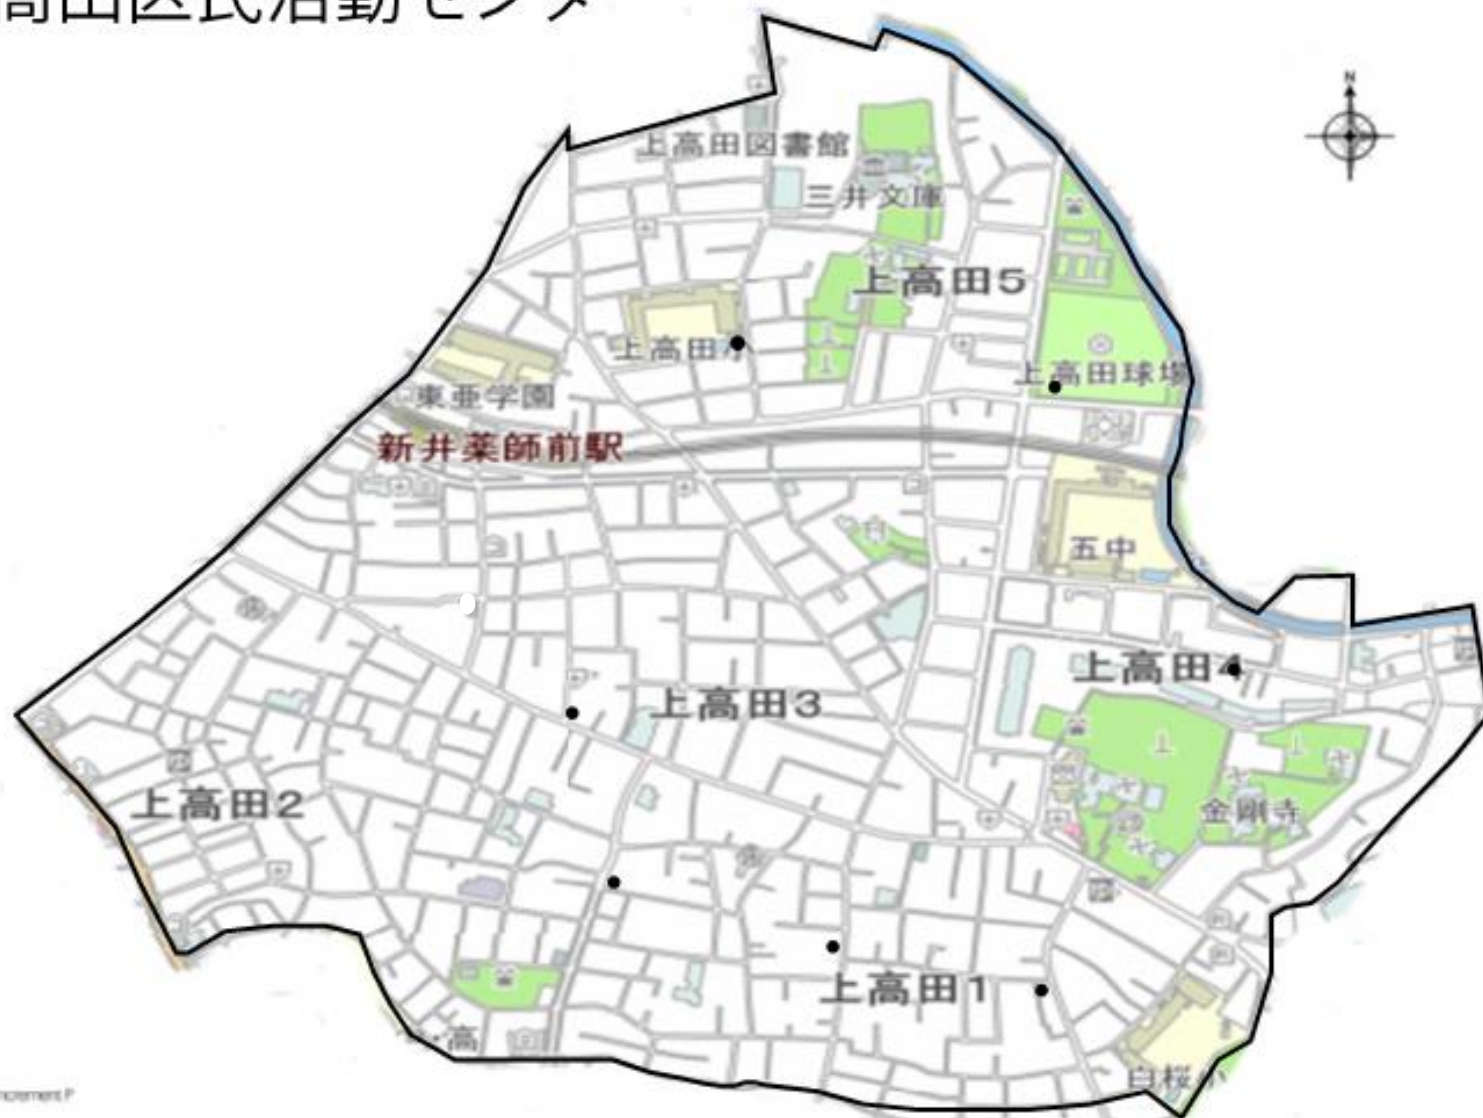 高田区民活動センター
N
上高田図書館
三井文庫
上高田5
上高田小
上高田球場
東亜学園
新井薬師前駅
五中
上高田4
上高田3
上高田2
金剛寺
上高田1
高
白桜小
increment P